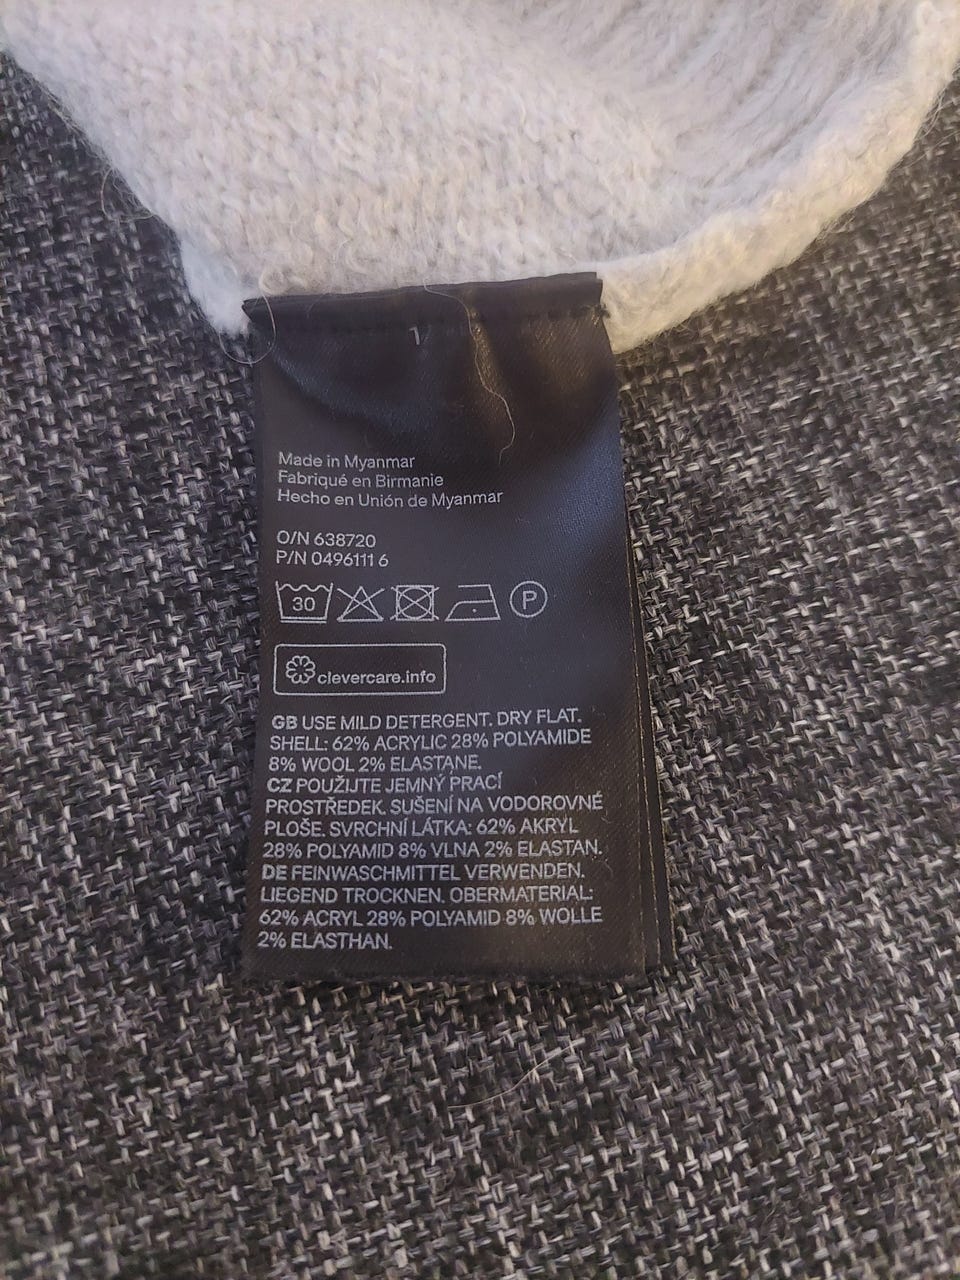 1
Made in Myanmar
Fabriqué en Birmanie
Hecho en Unión de Myanmar
O/N 638720
P/N 0496111 6
30 P
clevercare.info
GB USE MILD DETERGENT. DRY FLAT.
SHELL: 62% ACRYLIC 28% POLYAMIDE
8% WOOL 2% ELASTANE.
CZ POUŽIJTE JEMNÝ PRACÍ
PROSTŘEDEK. SUŠENÍ NA VODOROVNÉ
PLOŠE. SVRCHNÍ LÁTKA: 62% AKRYL
28% POLYAMID 8% VLNA 2% ELASTAN.
DE FEINWASCHMITTEL VERWENDEN.
LIEGEND TROCKNEN. OBERMATERIAL:
62% ACRYL 28% POLYAMID 8% WOLLE
2% ELASTHAN.